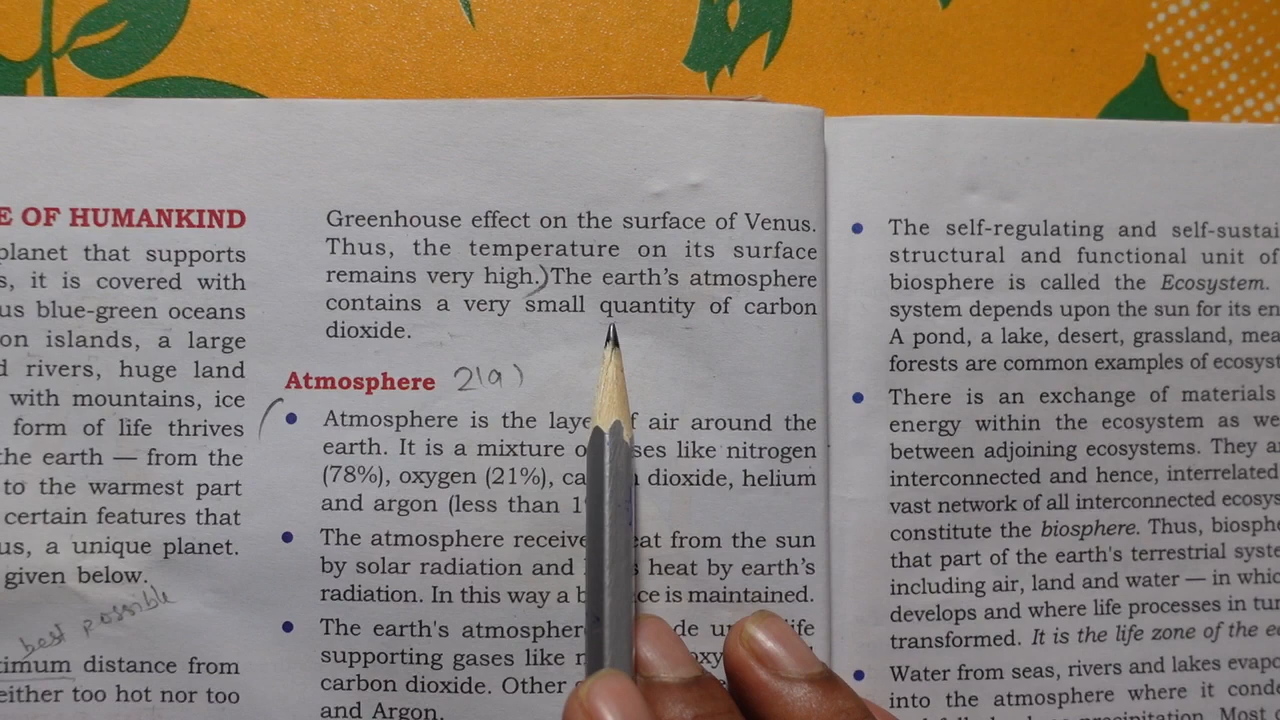 E OF HUMANKIND
planet that supports
s, it is covered with
us blue-green oceans
on islands, a large
d rivers, huge land
with mountains, ice
form of life thrives
the earth — from the
to the warmest part
certain features that
us, a unique planet.
given below.
best possible
ximum distance from
either too hot nor too
Greenhouse effect on the surface of Venus.
Thus, the temperature on its surface
remains very high.)The earth's atmosphere
contains a very small quantity of carbon
dioxide.
Atmosphere 2(a)
• Atmosphere is the laye f air around the
earth. It is a mixture o ses like nitrogen
(78%), oxygen (21%), ca n dioxide, helium
and argon (less than 1
• The atmosphere receive eat from the sun
by solar radiation and s heat by earth's
radiation. In this way a b ce is maintained.
• The earth's atmospher de u life
supporting gases like n oxy
carbon dioxide. Other
and Argon.
• The self-regulating and self-sustai
structural and functional unit of
biosphere is called the Ecosystem.
system depends upon the sun for its en
A pond, a lake, desert, grassland, mea
forests are common examples of ecosyst
• There is an exchange of materials
energy within the ecosystem as we
between adjoining ecosystems. They a
interconnected and hence, interrelated
vast network of all interconnected ecosys
constitute the biosphere. Thus, biosphe
that part of the earth's terrestrial syste
including air, land and water — in whic
develops and where life processes in tur
transformed. It is the life zone of the ea
• Water from seas, rivers and lakes evapo
into the atmosphere where it conde
precipitation. Most